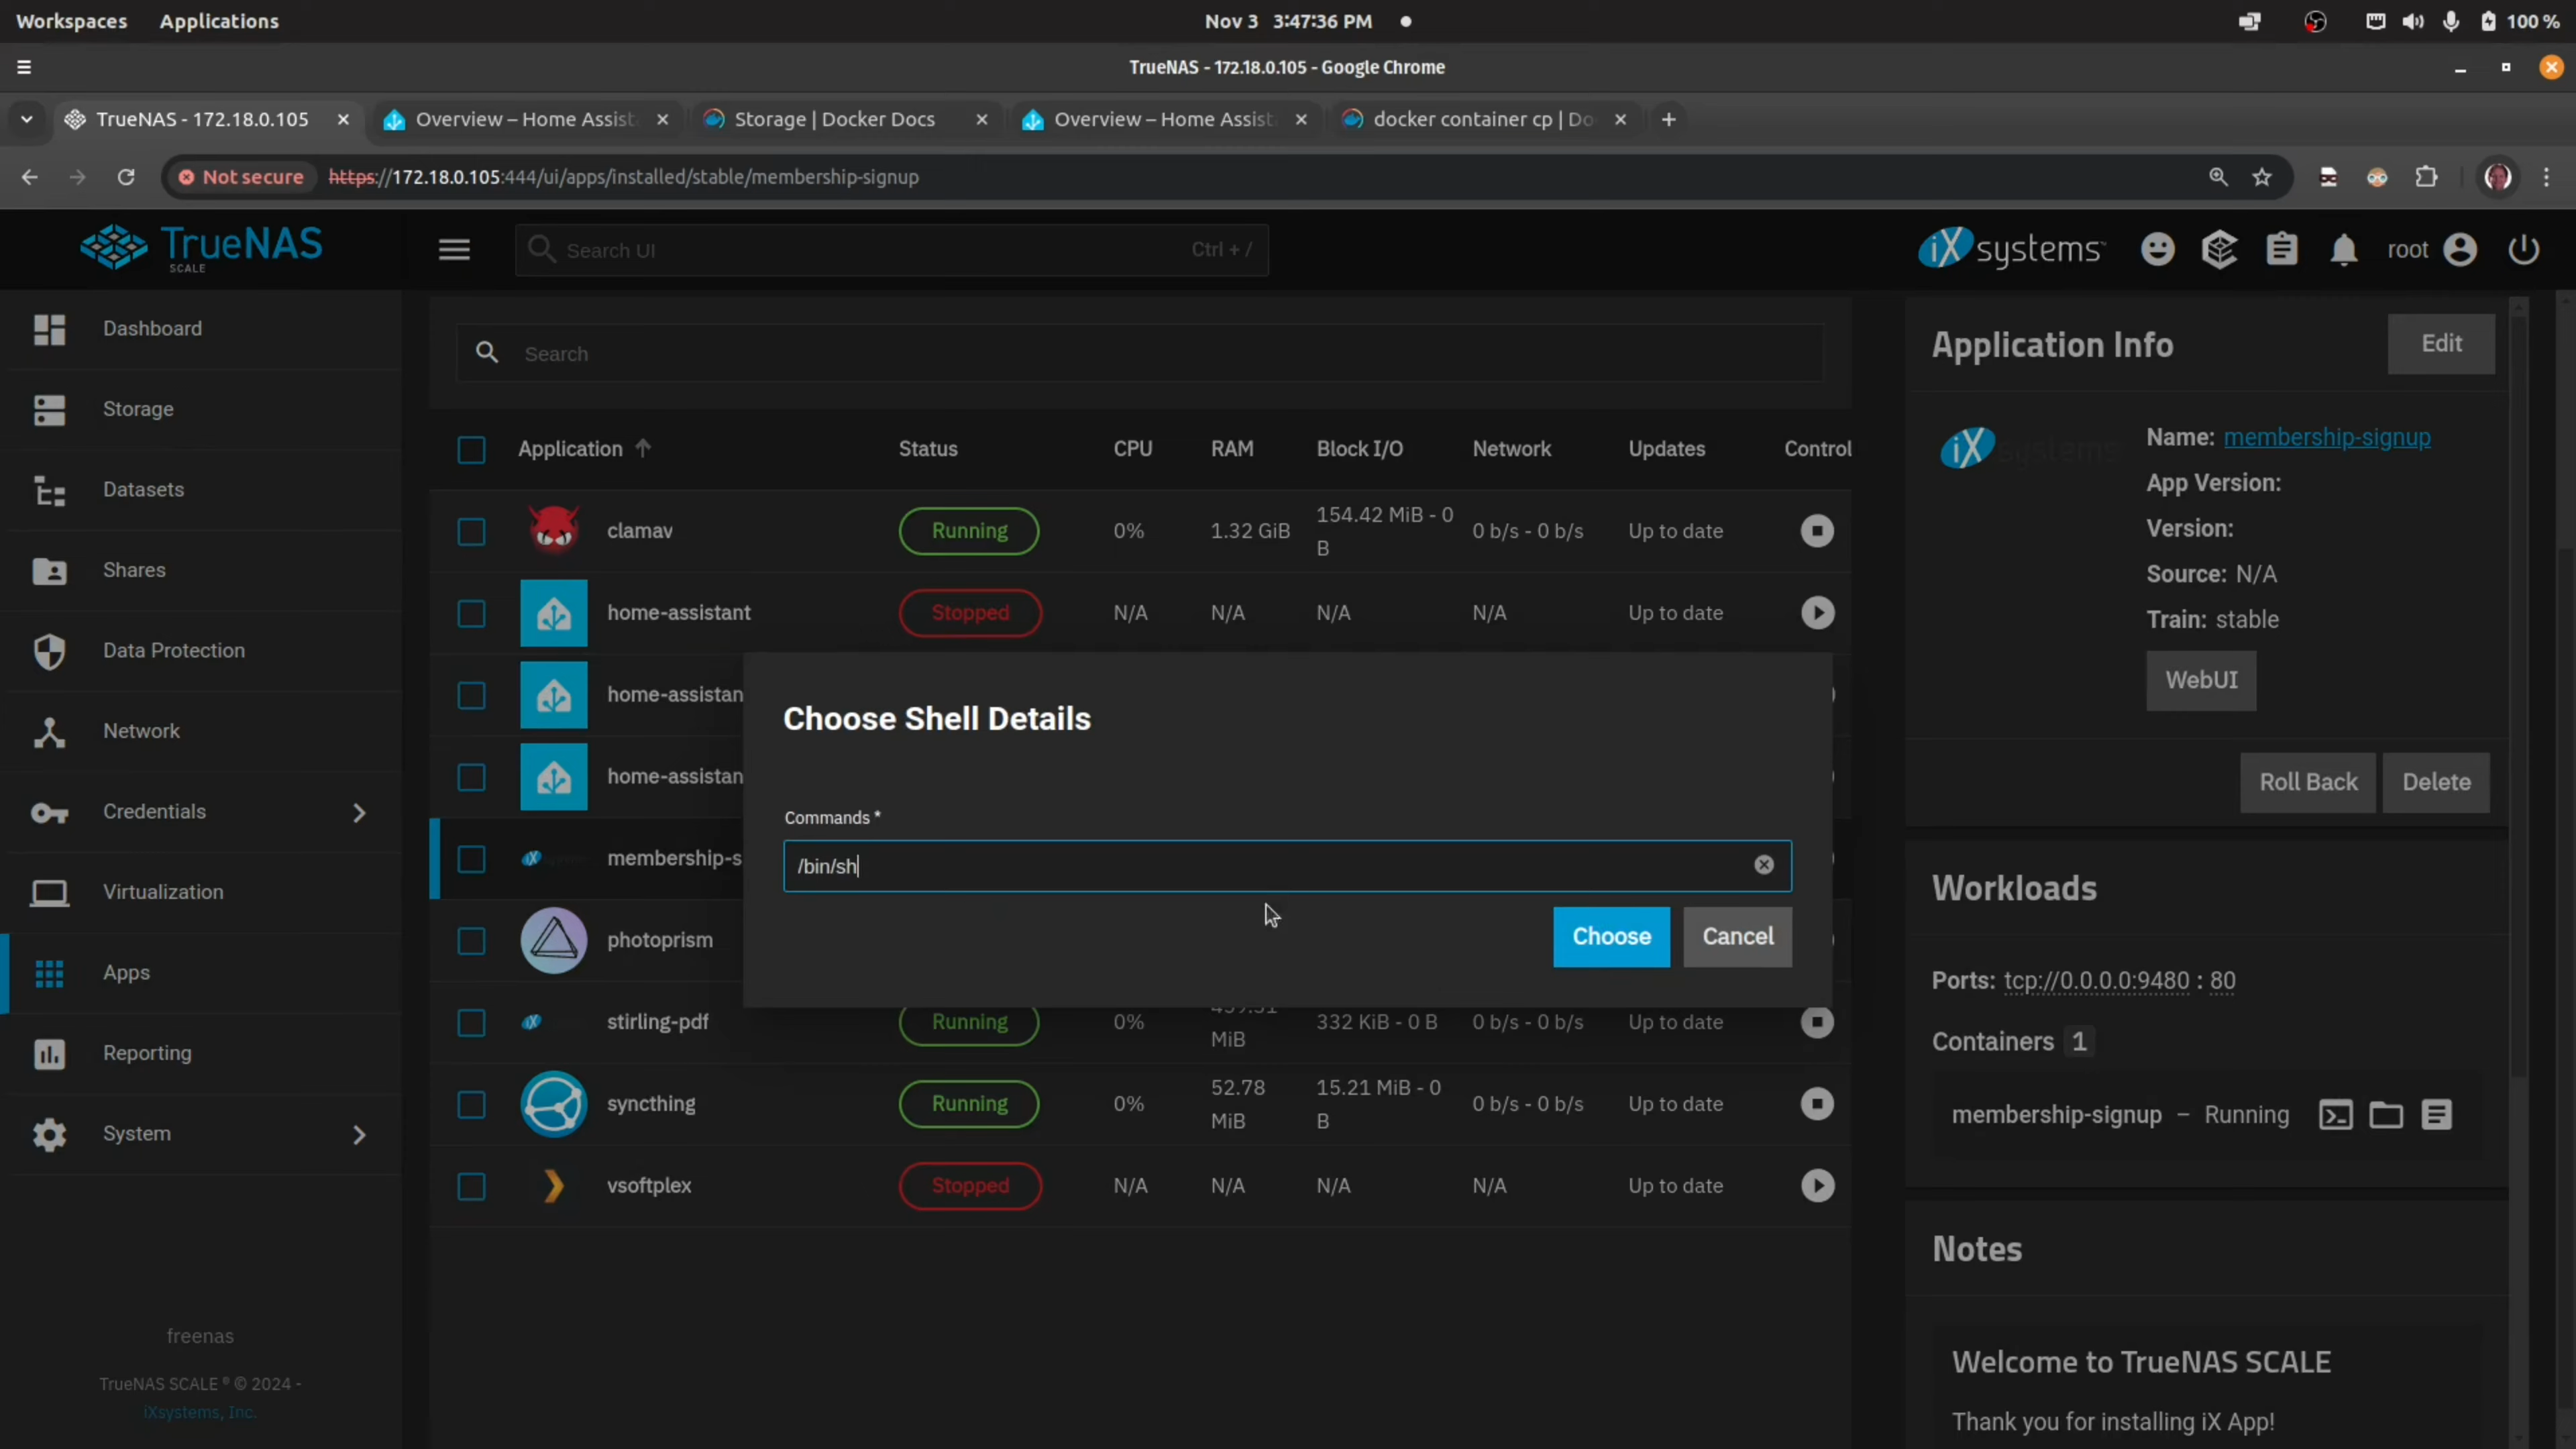 Workspaces Applications Nov 3 3:47:36 PM 100 %
TrueNAS - 172.18.0.105 - Google Chrome
TrueNAS - 172.18.0.105 Overview – Home Assist Storage | Docker Docs Overview – Home Assist docker container cp | Do
Not secure https://172.18.0.105:444/ui/apps/installed/stable/membership-signup
TrueNAS
SCALE
Search UI Ctrl + /
iXsystems root
Dashboard
Storage
Datasets
Shares
Data Protection
Network
Credentials
Virtualization
Apps
Reporting
System
freenas
TrueNAS SCALE ® © 2024 -
iXsystems, Inc.
Search
Application Status CPU RAM Block I/O Network Updates Control
clamav Running 0% 1.32 GiB 154.42 MiB - 0 B 0 b/s - 0 b/s Up to date
home-assistant Stopped N/A N/A N/A N/A Up to date
home-assistan
home-assistan
membership-s
photoprism
stirling-pdf Running 0% MiB 332 KiB - 0 B 0 b/s - 0 b/s Up to date
syncthing Running 0% 52.78 MiB 15.21 MiB - 0 B 0 b/s - 0 b/s Up to date
vsoftplex Stopped N/A N/A N/A N/A Up to date
Choose Shell Details
Commands *
/bin/sh
Choose Cancel
Application Info Edit
iXsystems
Name: membership-signup
App Version:
Version:
Source: N/A
Train: stable
WebUI
Roll Back Delete
Workloads
Ports: tcp://0.0.0.0:9480 : 80
Containers 1
membership-signup – Running
Notes
Welcome to TrueNAS SCALE
Thank you for installing iX App!